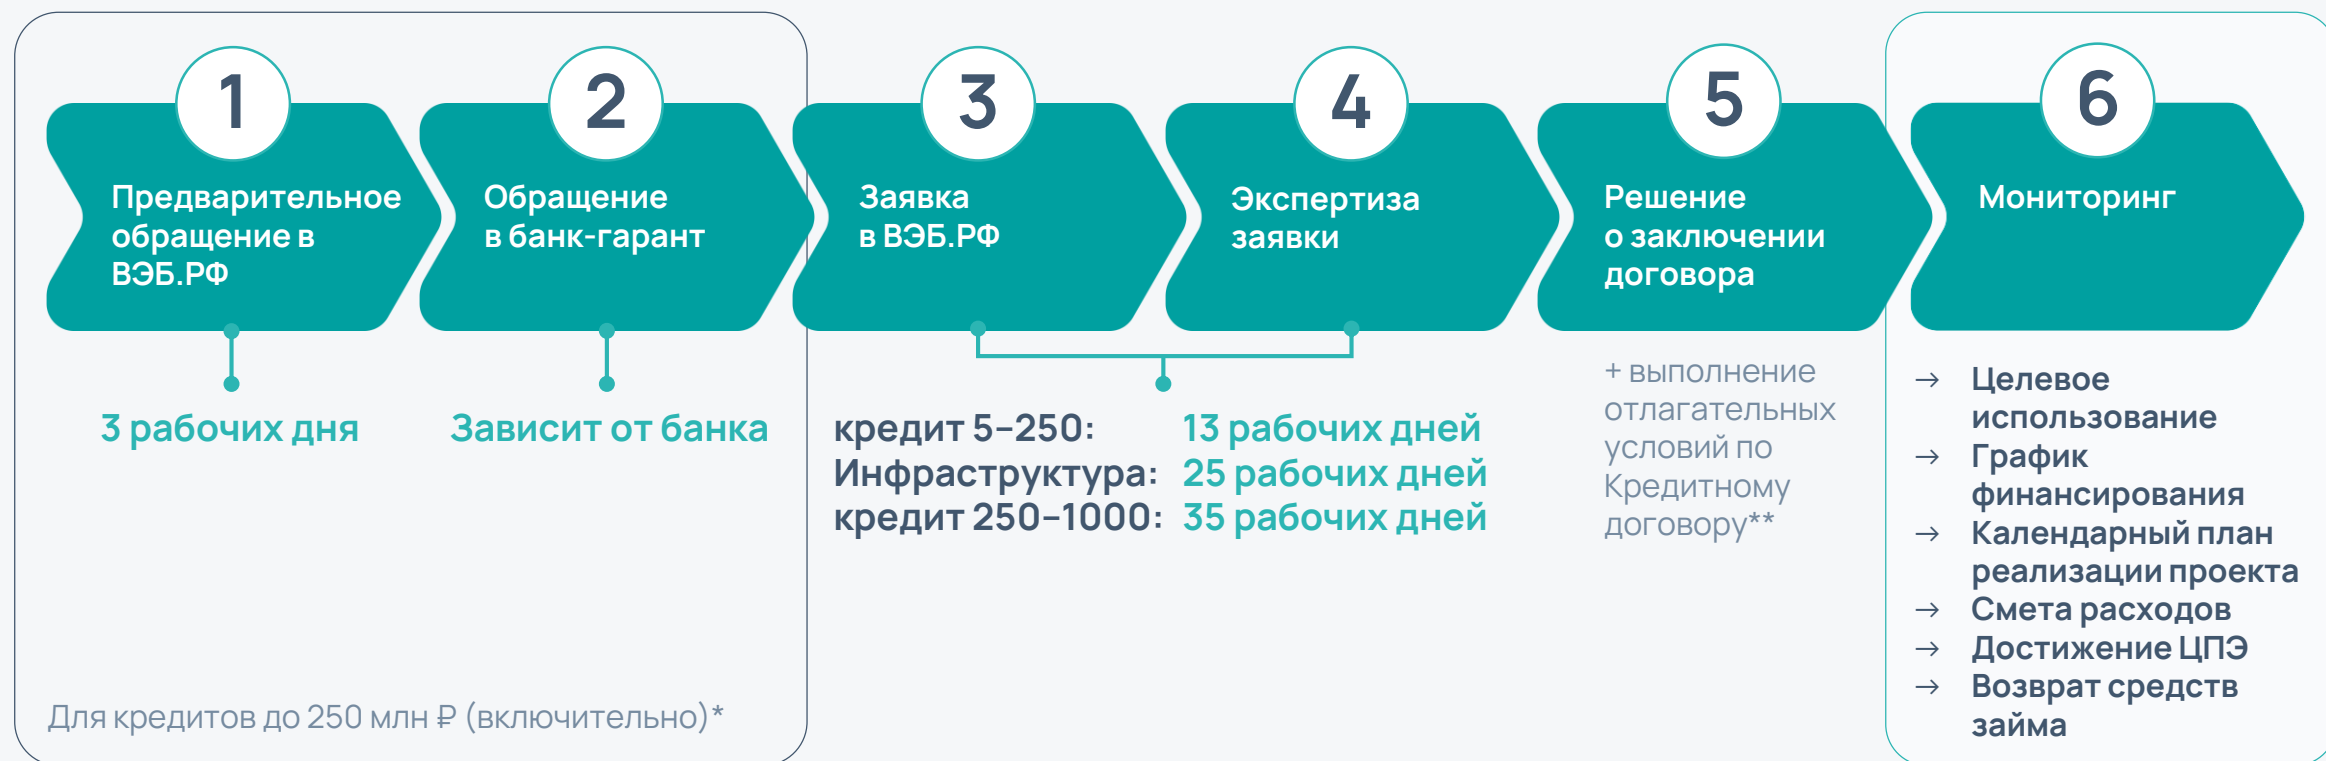 1
Предварительное
обращение в
ВЭБ.РФ
3 рабочих дня
2
Обращение
в банк-гарант
Зависит от банка
Для кредитов до 250 млн ₽ (включительно)*
3
Заявка
в ВЭБ.РФ
4
Экспертиза
заявки
кредит 5–250: 13 рабочих дней
Инфраструктура: 25 рабочих дней
кредит 250–1000: 35 рабочих дней
5
Решение
о заключении
договора
+ выполнение
отлагательных
условий по
Кредитному
договору**
6
Мониторинг
→ Целевое
использование
→ График
финансирования
→ Календарный план
реализации проекта
→ Смета расходов
→ Достижение ЦПЭ
→ Возврат средств
займа